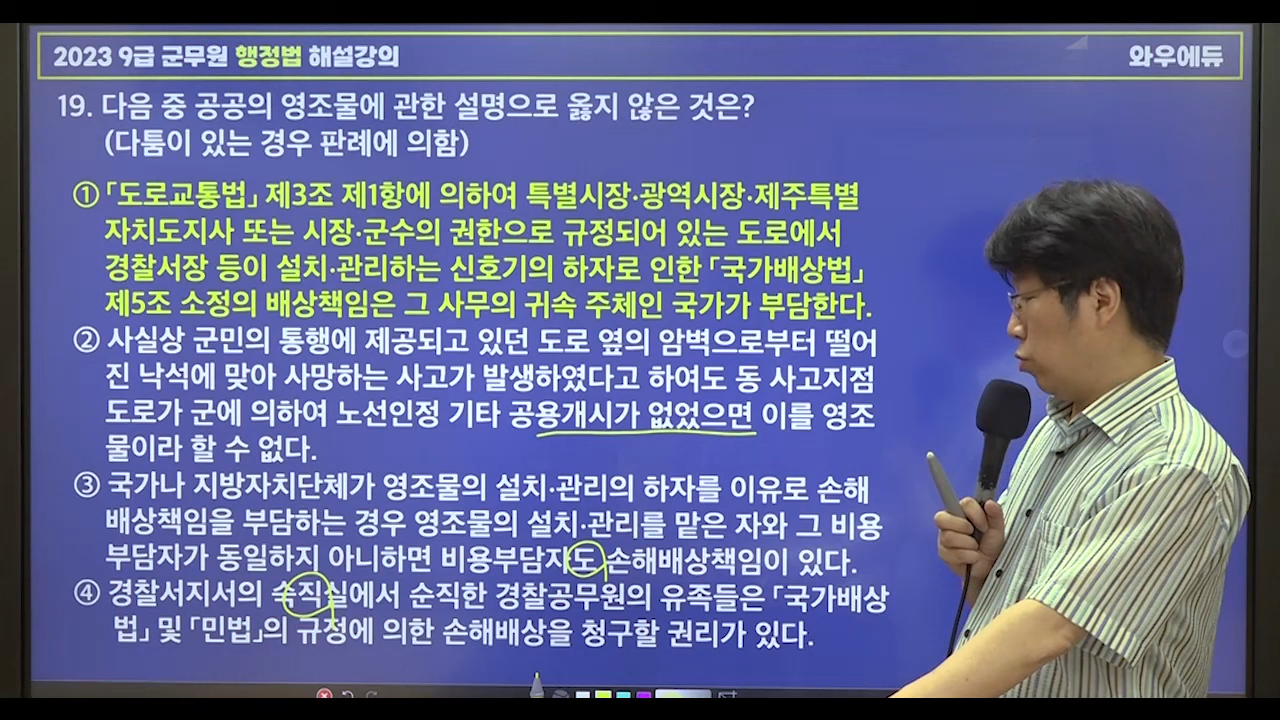 2023 9급 군무원 행정법 해설강의
와우에듀
19. 다음 중 공공의 영조물에 관한 설명으로 옳지 않은 것은?
(다툼이 있는 경우 판례에 의함)
① 「도로교통법」 제3조 제1항에 의하여 특별시장·광역시장·제주특별
자치도지사 또는 시장·군수의 권한으로 규정되어 있는 도로에서
경찰서장 등이 설치·관리하는 신호기의 하자로 인한 「국가배상법」
제5조 소정의 배상책임은 그 사무의 귀속 주체인 국가가 부담한다.
② 사실상 군민의 통행에 제공되고 있던 도로 옆의 암벽으로부터 떨어
진 낙석에 맞아 사망하는 사고가 발생하였다고 하여도 동 사고지점
도로가 군에 의하여 노선인정 기타 공용개시가 없었으면 이를 영조
물이라 할 수 없다.
③ 국가나 지방자치단체가 영조물의 설치·관리의 하자를 이유로 손해
배상책임을 부담하는 경우 영조물의 설치·관리를 맡은 자와 그 비용
부담자가 동일하지 아니하면 비용부담자도 손해배상책임이 있다.
④ 경찰서지서의 숙직실에서 순직한 경찰공무원의 유족들은 「국가배상
법」 및 「민법」의 규정에 의한 손해배상을 청구할 권리가 있다.